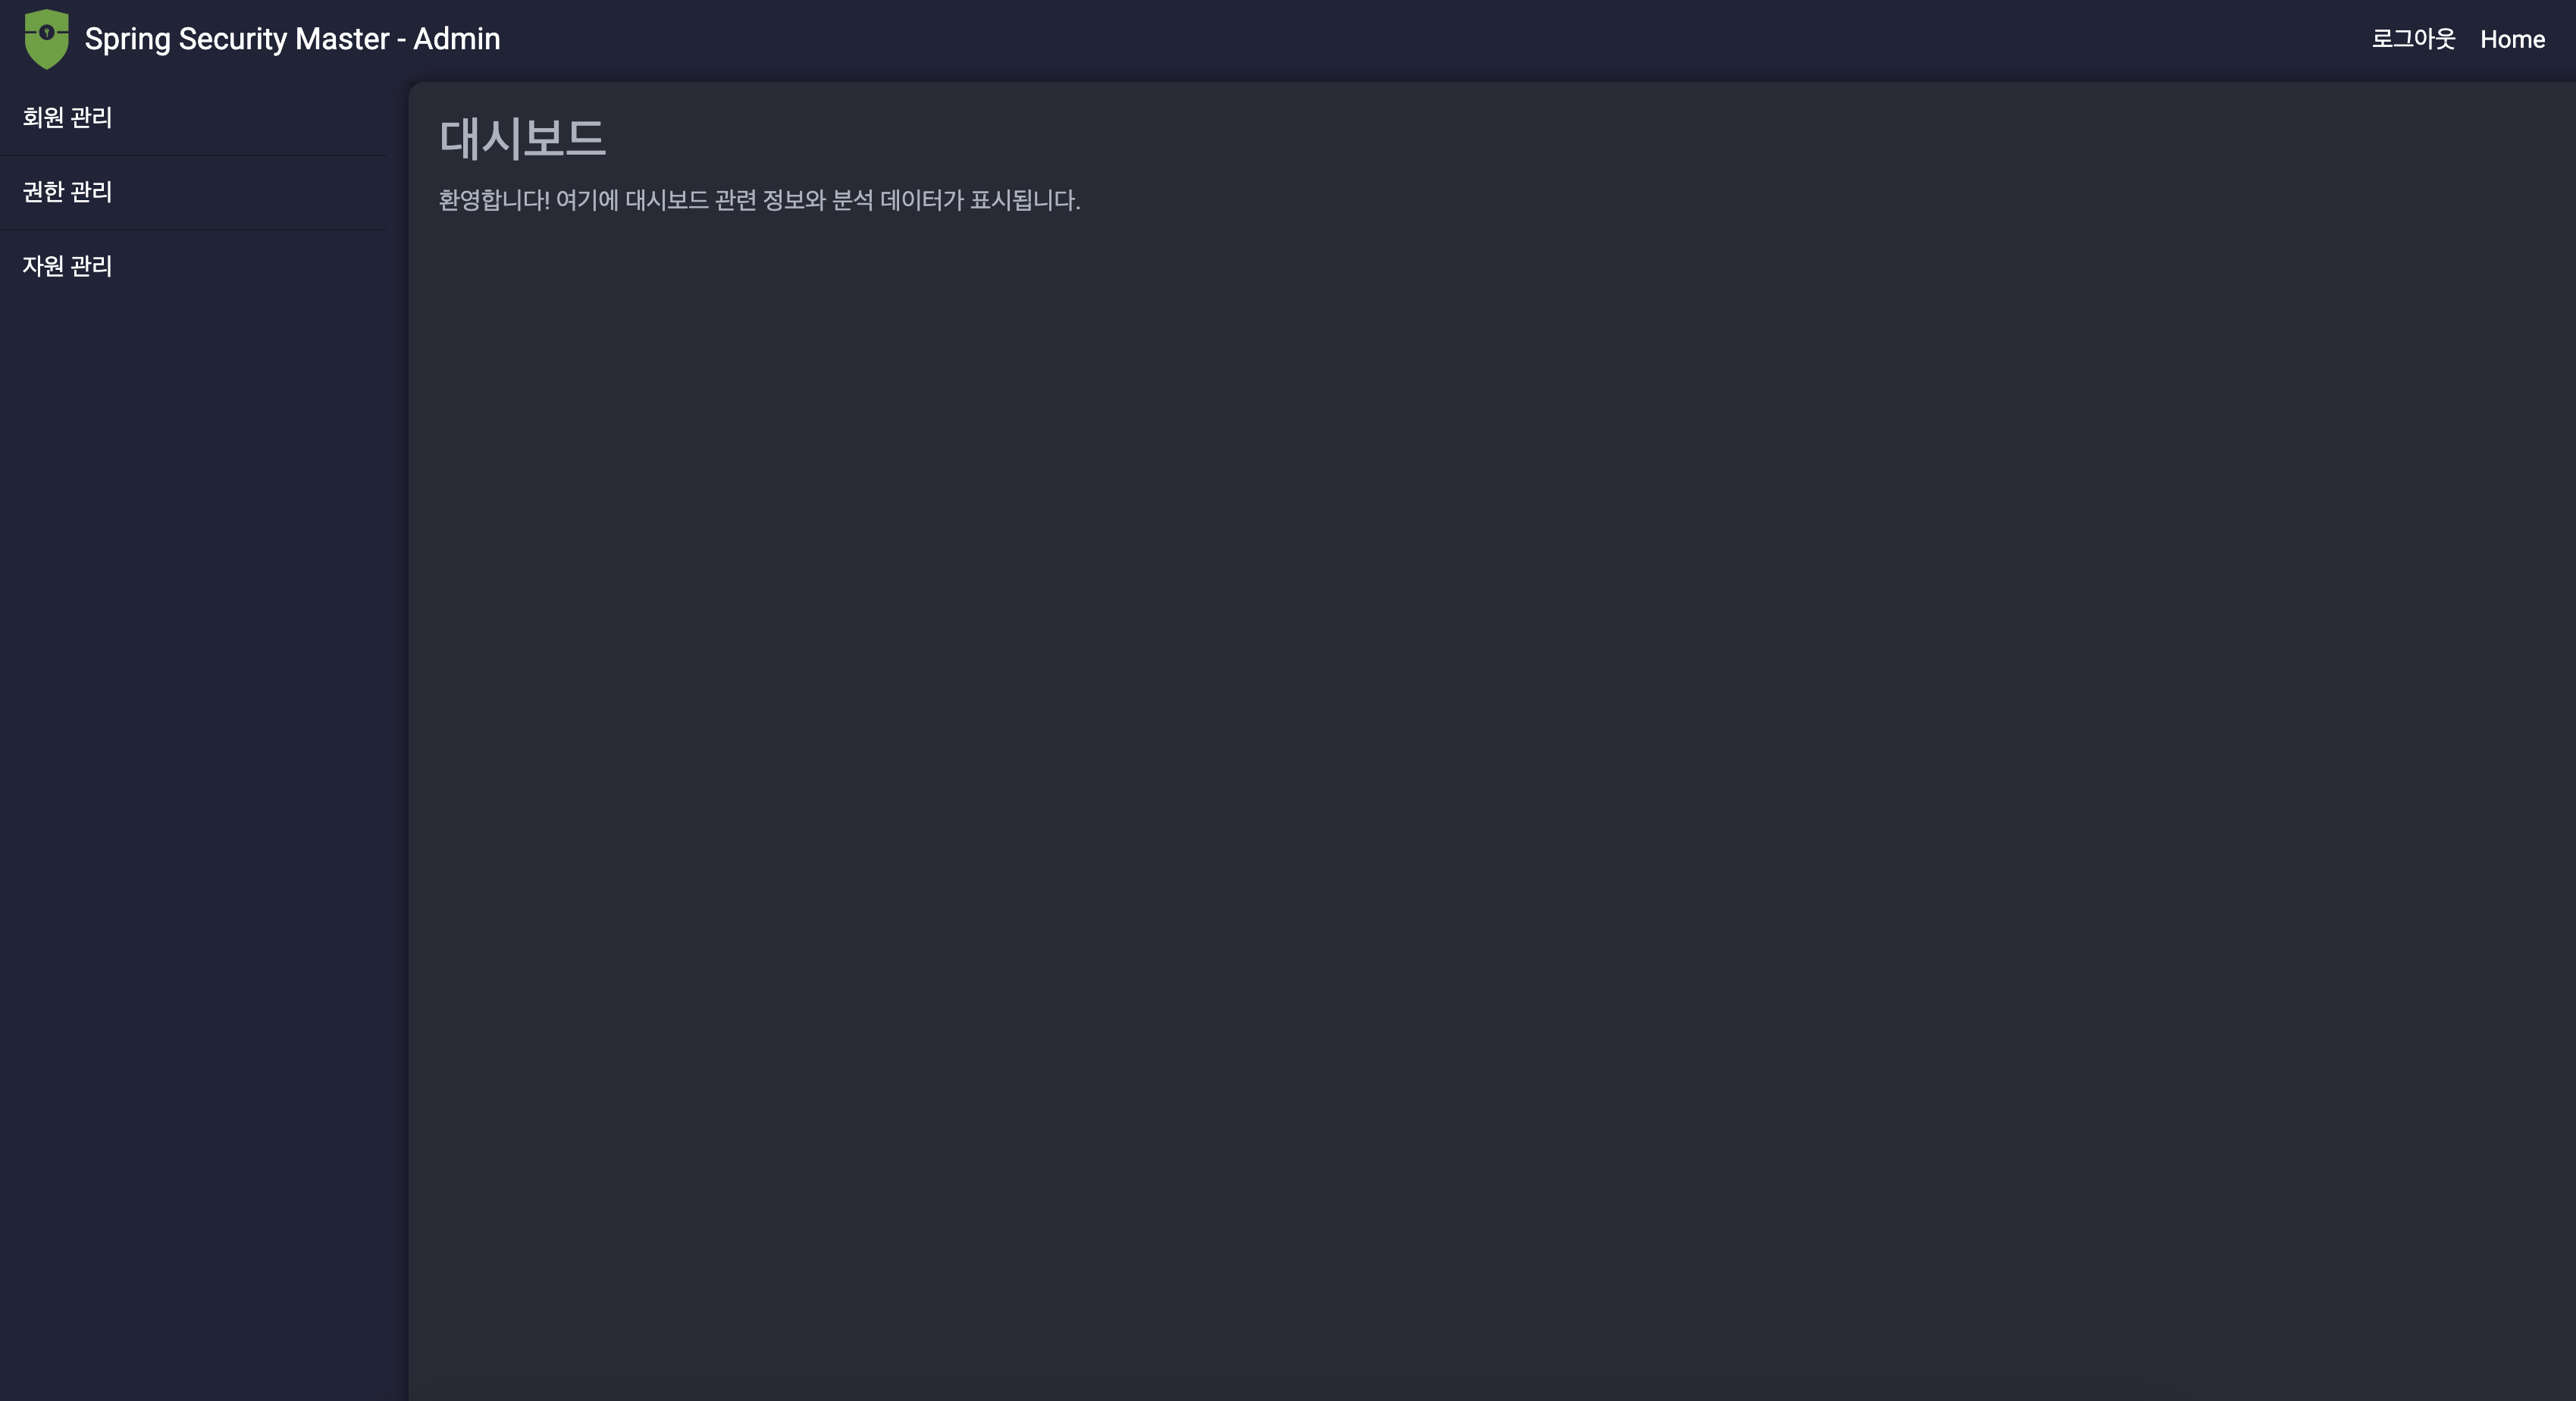 Spring Security Master - Admin
로그아웃 Home
회원 관리
권한 관리
자원 관리
대시보드
환영합니다! 여기에 대시보드 관련 정보와 분석 데이터가 표시됩니다.